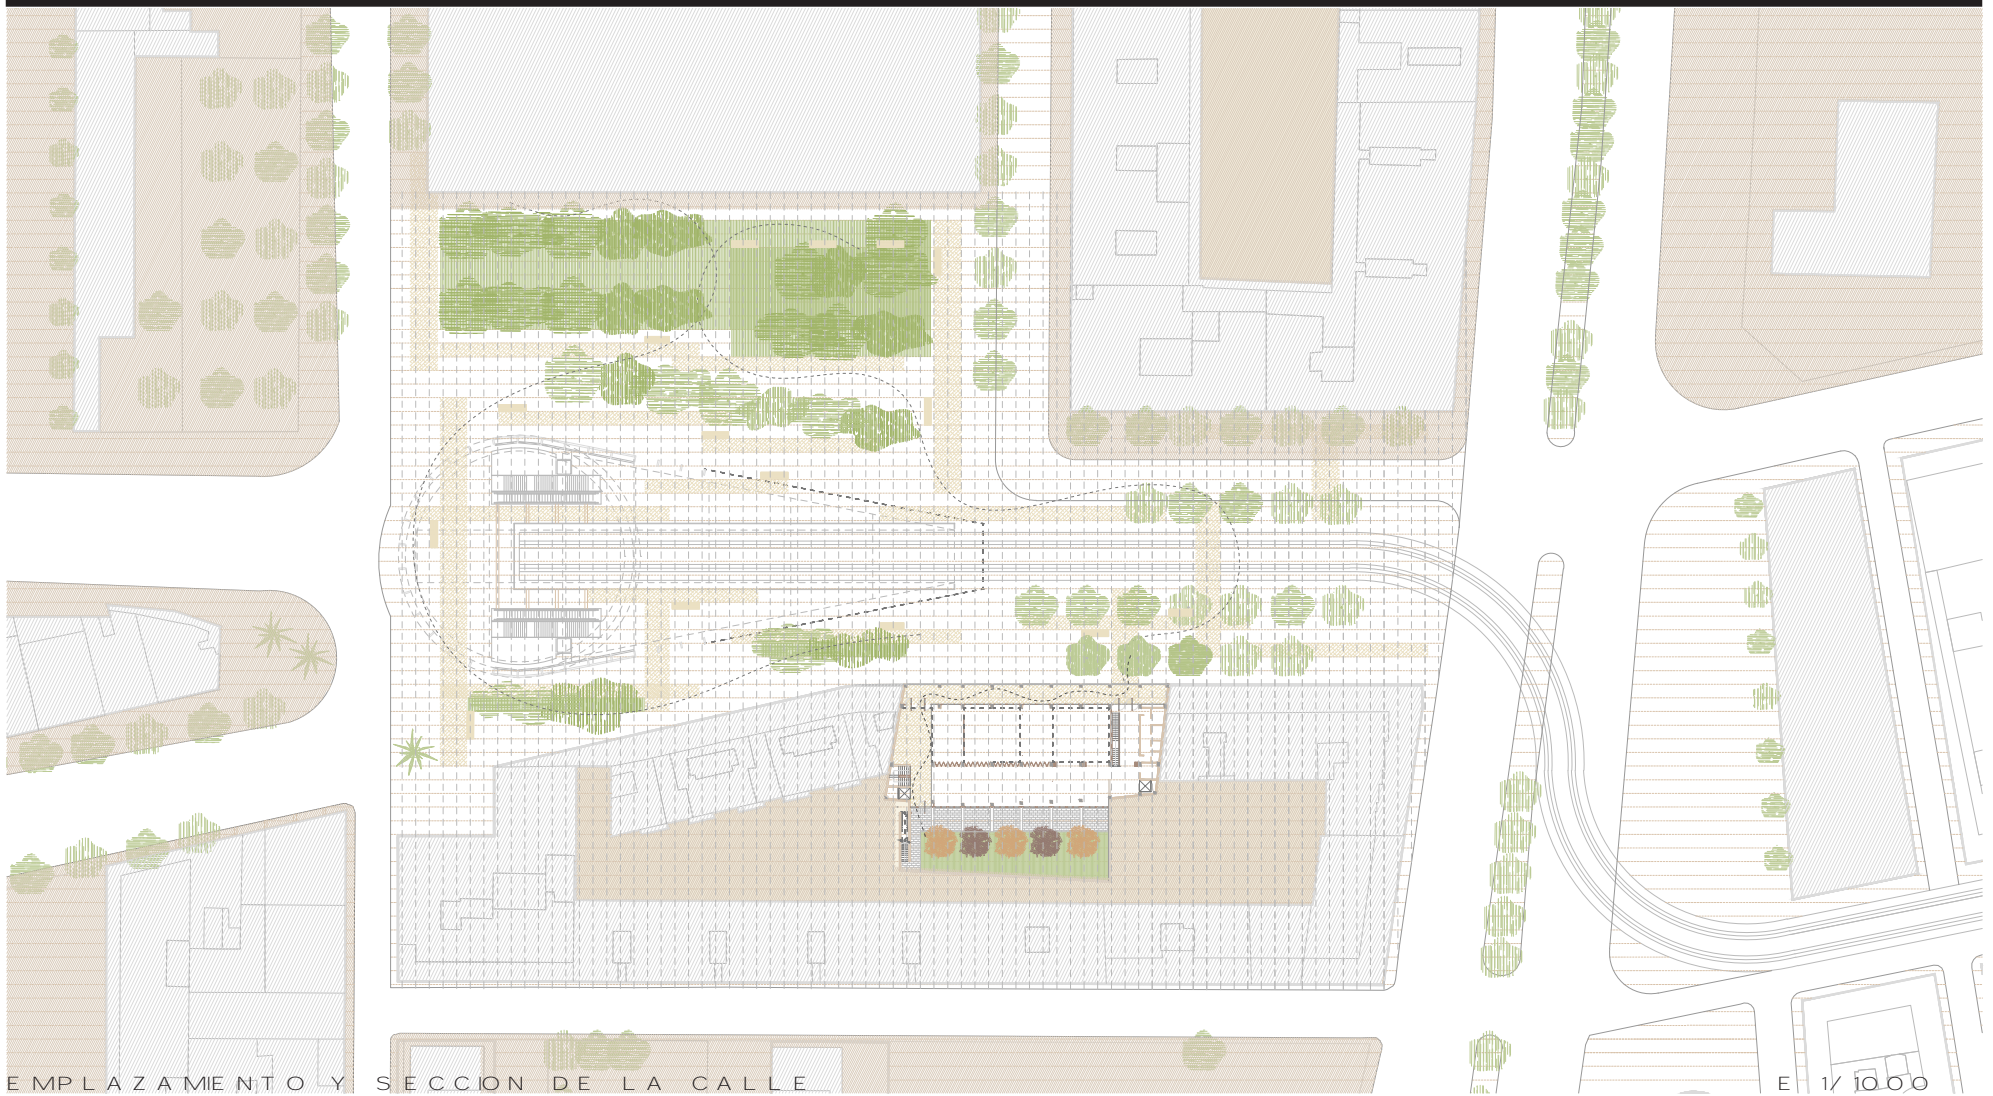 EMPLAZAMIENTO Y SECCION DE LA CALLE
E 1/1000